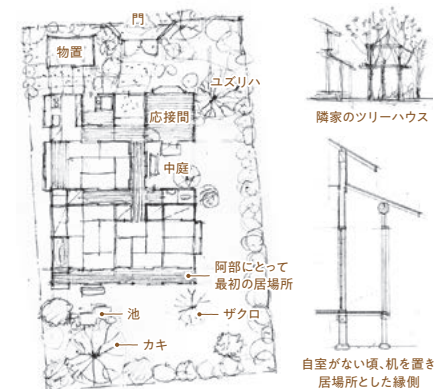 門
物置
ユズリハ
応接間
中庭
阿部にとって
最初の居場所
池
ザクロ
カキ
隣家のツリーハウス
自室がない頃、机を置き
居場所とした縁側